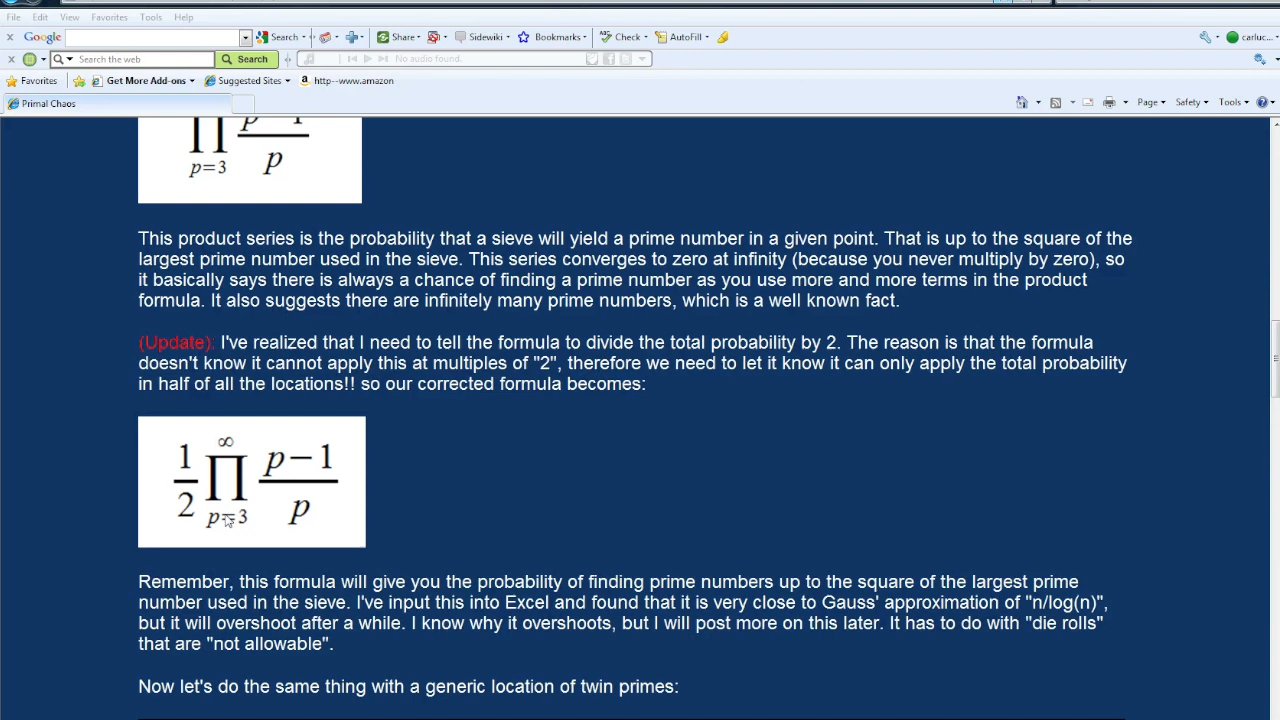 File Edit View Favorites Tools Help
Google Search Share Sidewiki Bookmarks Check AutoFill carluc...
Search the web Search No audio found.
Favorites Get More Add-ons Suggested Sites http--www.amazon
Primal Chaos Page Safety Tools
∏ p−1
p=3 p
This product series is the probability that a sieve will yield a prime number in a given point. That is up to the square of the
largest prime number used in the sieve. This series converges to zero at infinity (because you never multiply by zero), so
it basically says there is always a chance of finding a prime number as you use more and more terms in the product
formula. It also suggests there are infinitely many prime numbers, which is a well known fact.
(Update): I've realized that I need to tell the formula to divide the total probability by 2. The reason is that the formula
doesn't know it cannot apply this at multiples of "2", therefore we need to let it know it can only apply the total probability
in half of all the locations!! so our corrected formula becomes:
∞
1 ∏ p−1
2 p=3 p
Remember, this formula will give you the probability of finding prime numbers up to the square of the largest prime
number used in the sieve. I've input this into Excel and found that it is very close to Gauss' approximation of "n/log(n)",
but it will overshoot after a while. I know why it overshoots, but I will post more on this later. It has to do with "die rolls"
that are "not allowable".
Now let's do the same thing with a generic location of twin primes: